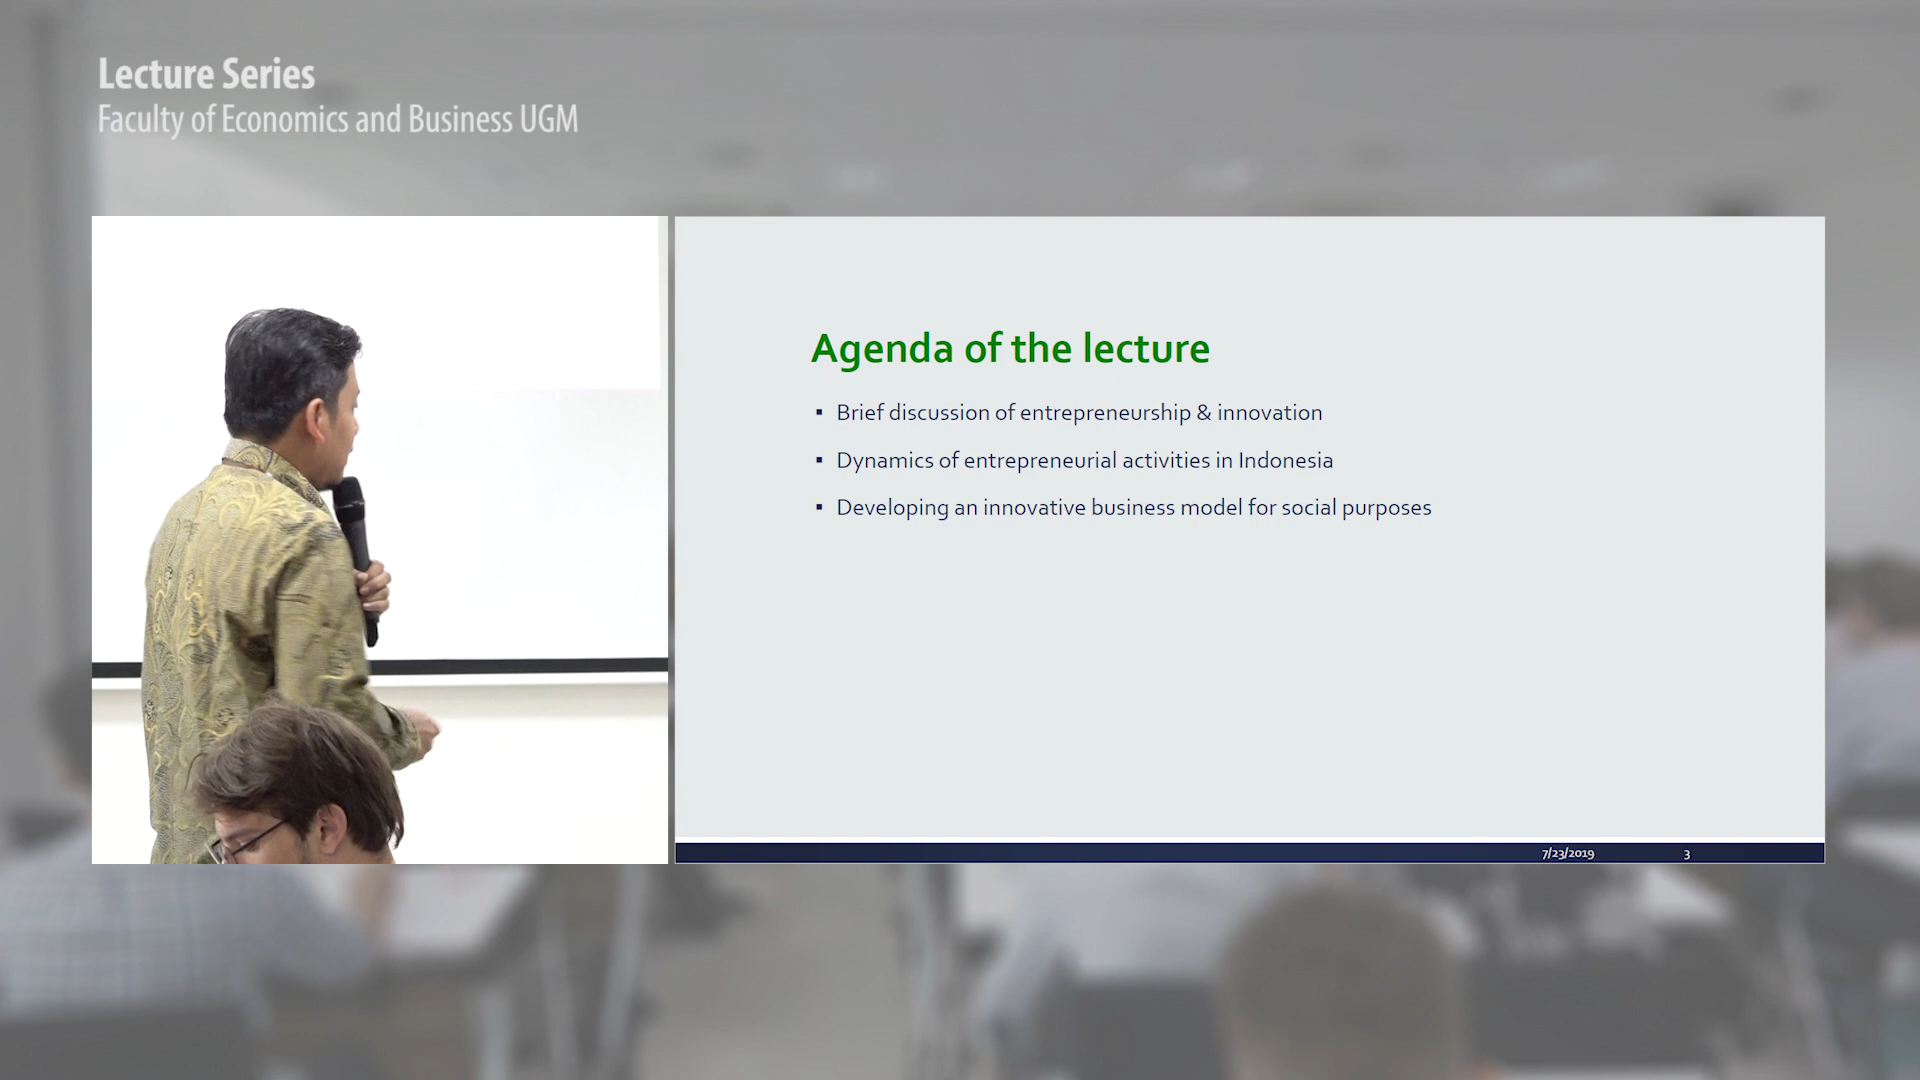 Lecture Series
Faculty of Economics and Business UGM
Agenda of the lecture
▪ Brief discussion of entrepreneurship & innovation
▪ Dynamics of entrepreneurial activities in Indonesia
▪ Developing an innovative business model for social purposes
7/23/2019 3